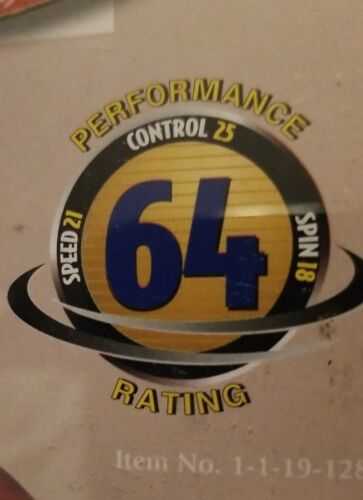 PERFORMANCE
CONTROL 25
SPEED 21
64
SPIN 18
RATING
Item No. 1-1-19-128